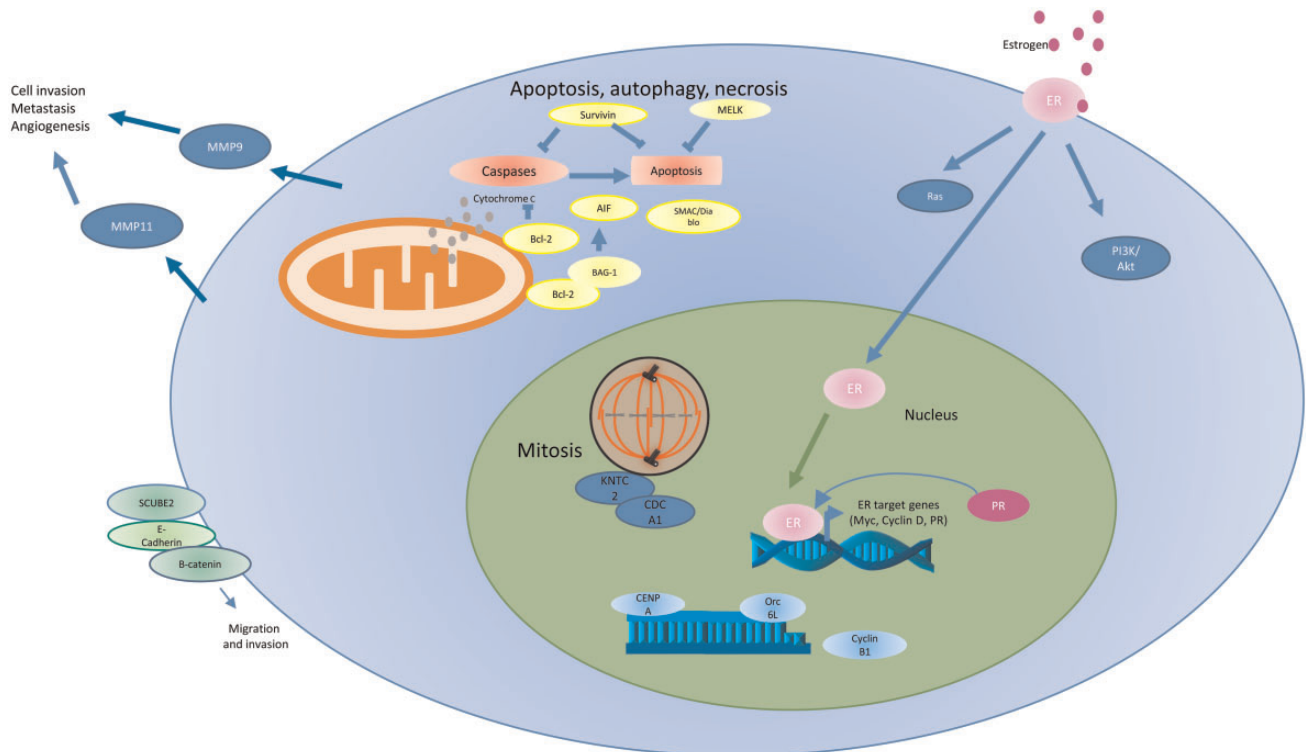 Estrogen
ER
Apoptosis, autophagy, necrosis
Cell invasion
Metastasis
Angiogenesis
Survivin
MELK
MMP9
Caspases
Apoptosis
Cytochrome c
Ras
AIF
SMAC/Dia
blo
MMP11
Bcl-2
PI3K/
Akt
BAG-1
Bcl-2
ER
Nucleus
Mitosis
KNTC
2
CDC
A1
SCUBE2
E-
Cadherin
B-catenin
ER
ER target genes
(Myc, Cyclin D, PR)
PR
CENP
A
Orc
6L
Cyclin
B1
Migration
and invasion